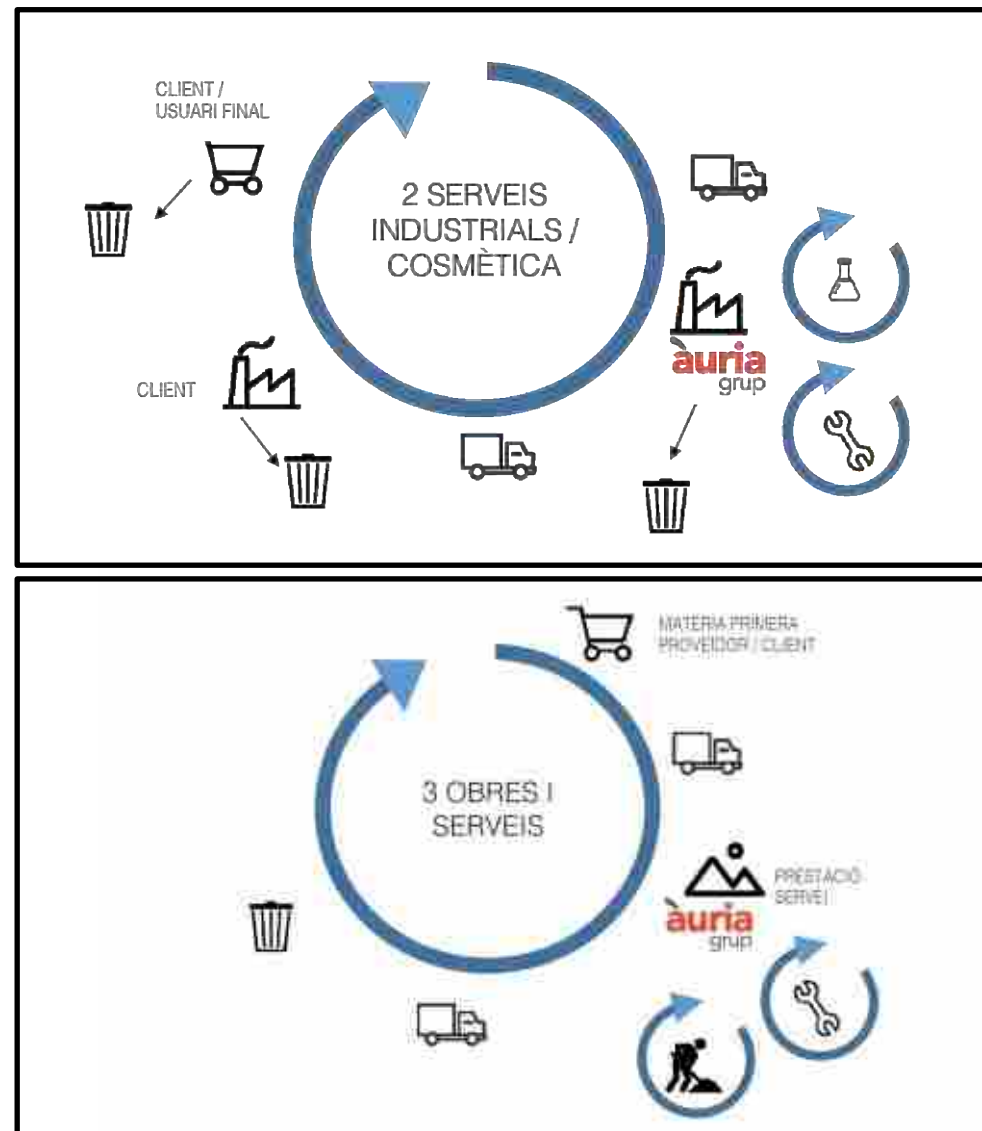 CLIENT /
USUARI FINAL
2 SERVEIS
INDUSTRIALS /
COSMÈTICA
àuria
grup
CLIENT
MATERIA PRIMERA
PROVEÏDOR / CLIENT
3 OBRES I
SERVEIS
PRESTACIÓ
SERVEI
àuria
grup